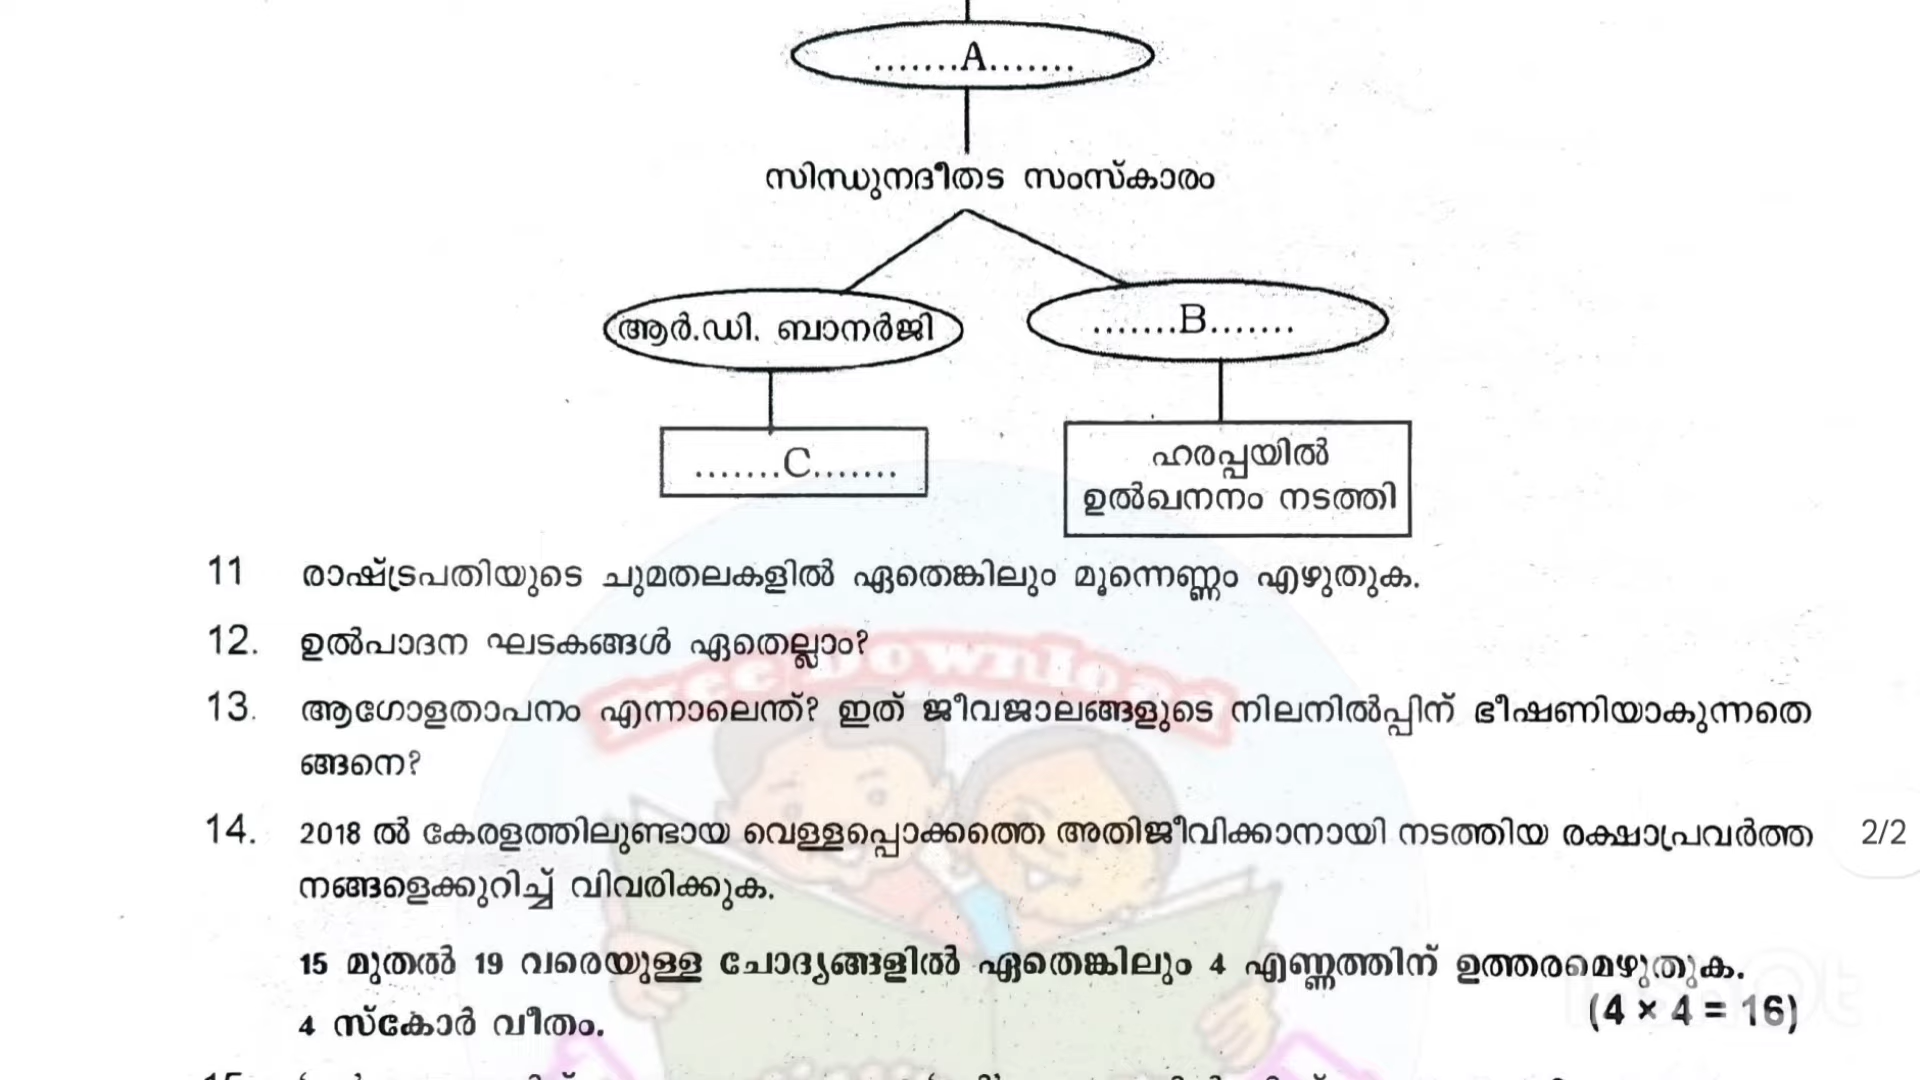 .......A.......
സിന്ധുനദീതട സംസ്കാരം
ആർ.ഡി. ബാനർജി
.......B.......
.......C.......
ഹരപ്പയിൽ
ഉൽഖനനം നടത്തി
11 രാഷ്ട്രപതിയുടെ ചുമതലകളിൽ ഏതെങ്കിലും മൂന്നെണ്ണം എഴുതുക.
12. ഉൽപാദന ഘടകങ്ങൾ ഏതെല്ലാം?
Free Download
13. ആഗോളതാപനം എന്നാലെന്ത്? ഇത് ജീവജാലങ്ങളുടെ നിലനിൽപ്പിന് ഭീഷണിയാകുന്നതെ
ങ്ങനെ?
14. 2018 ൽ കേരളത്തിലുണ്ടായ വെള്ളപ്പൊക്കത്തെ അതിജീവിക്കാനായി നടത്തിയ രക്ഷാപ്രവർത്ത
നങ്ങളെക്കുറിച്ച് വിവരിക്കുക.
2/2
15 മുതൽ 19 വരെയുള്ള ചോദ്യങ്ങളിൽ ഏതെങ്കിലും 4 എണ്ണത്തിന് ഉത്തരമെഴുതുക.
4 സ്കോർ വീതം.
(4 × 4 = 16)